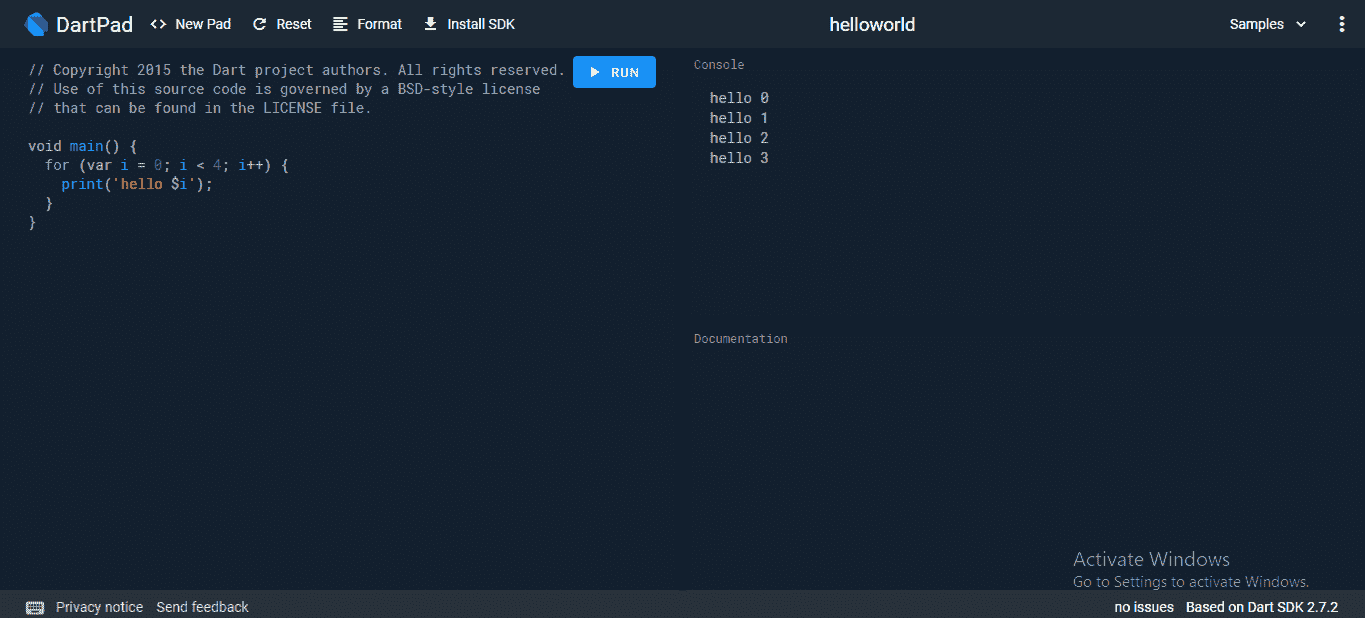 DartPad <> New Pad Reset Format Install SDK helloworld Samples
// Copyright 2015 the Dart project authors. All rights reserved.
// Use of this source code is governed by a BSD-style license
// that can be found in the LICENSE file.
void main() {
for (var i = 0; i < 4; i++) {
print('hello $i');
}
}
RUN
Console
hello 0
hello 1
hello 2
hello 3
Documentation
Activate Windows
Go to Settings to activate Windows.
Privacy notice Send feedback
no issues Based on Dart SDK 2.7.2